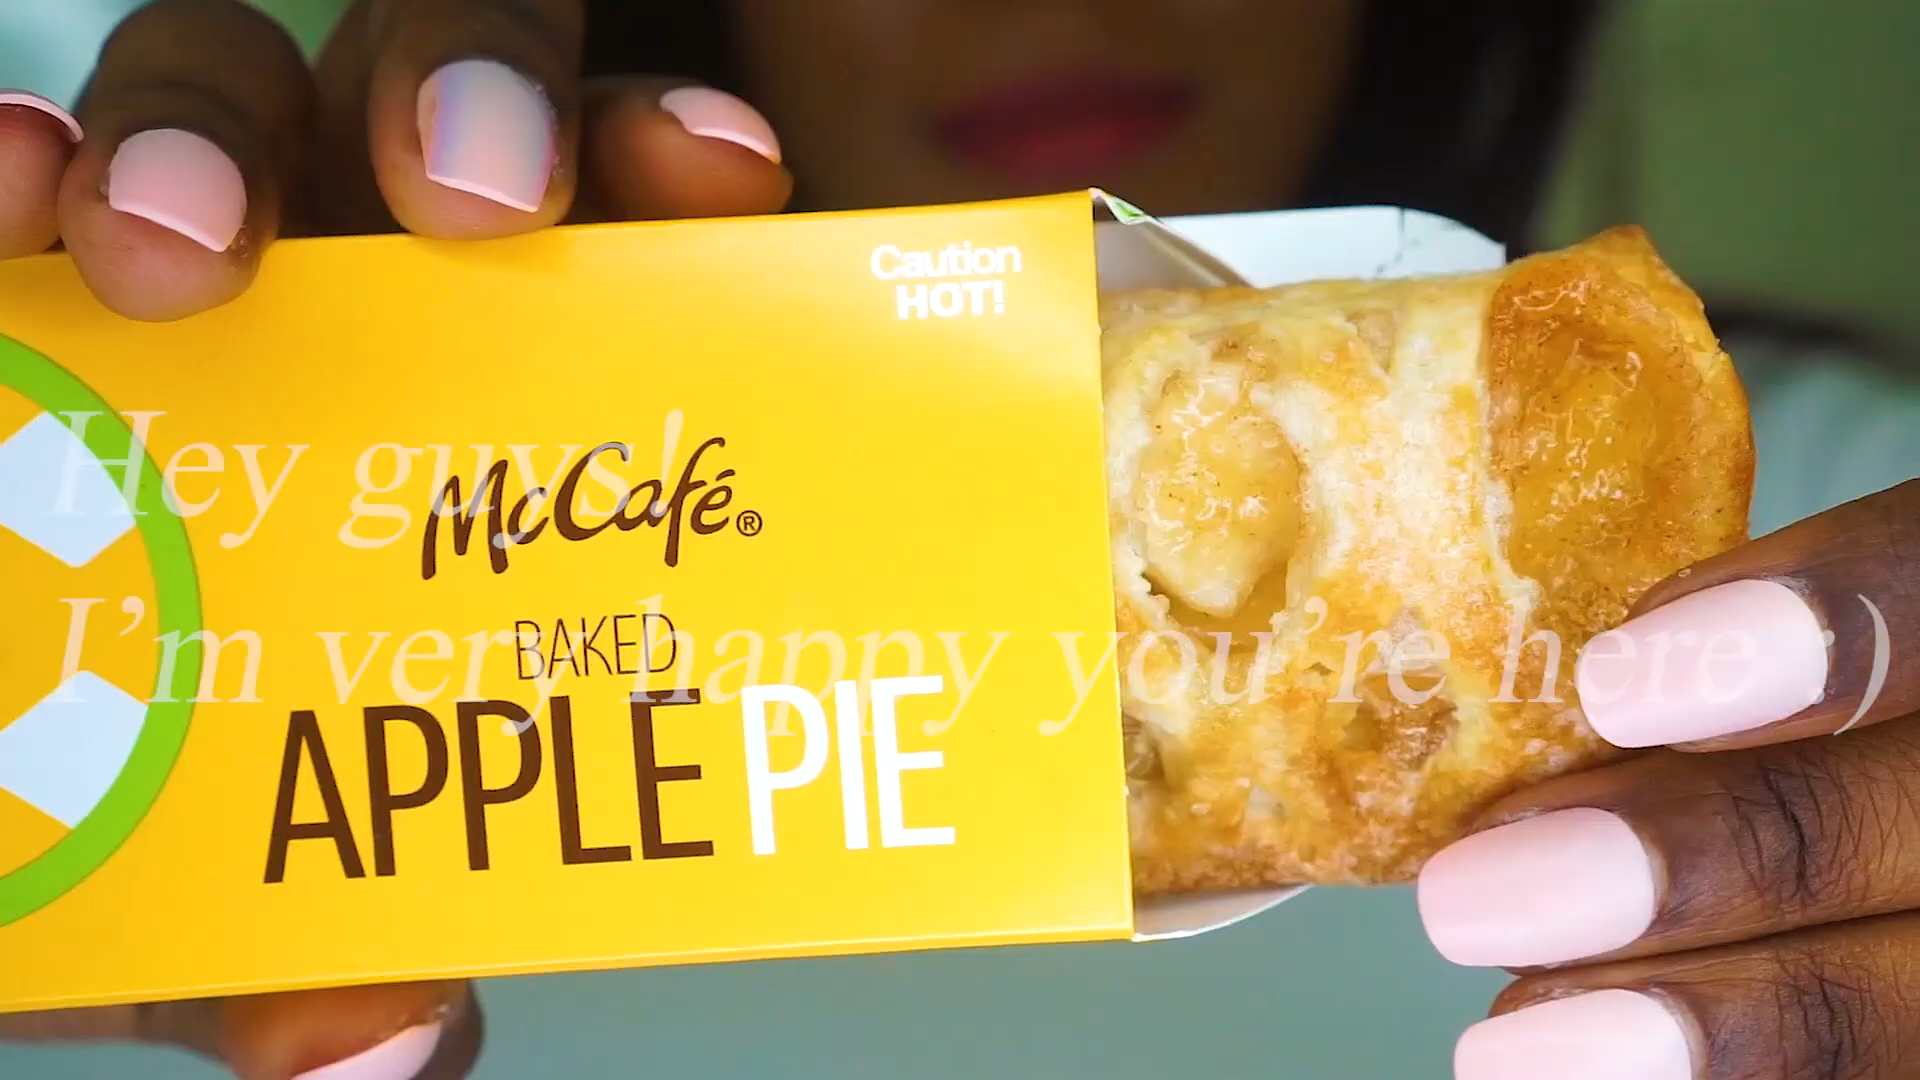 Caution
HOT!
Hey guys!
McCafé®
I'm very happy you're here :)
BAKED
APPLE PIE